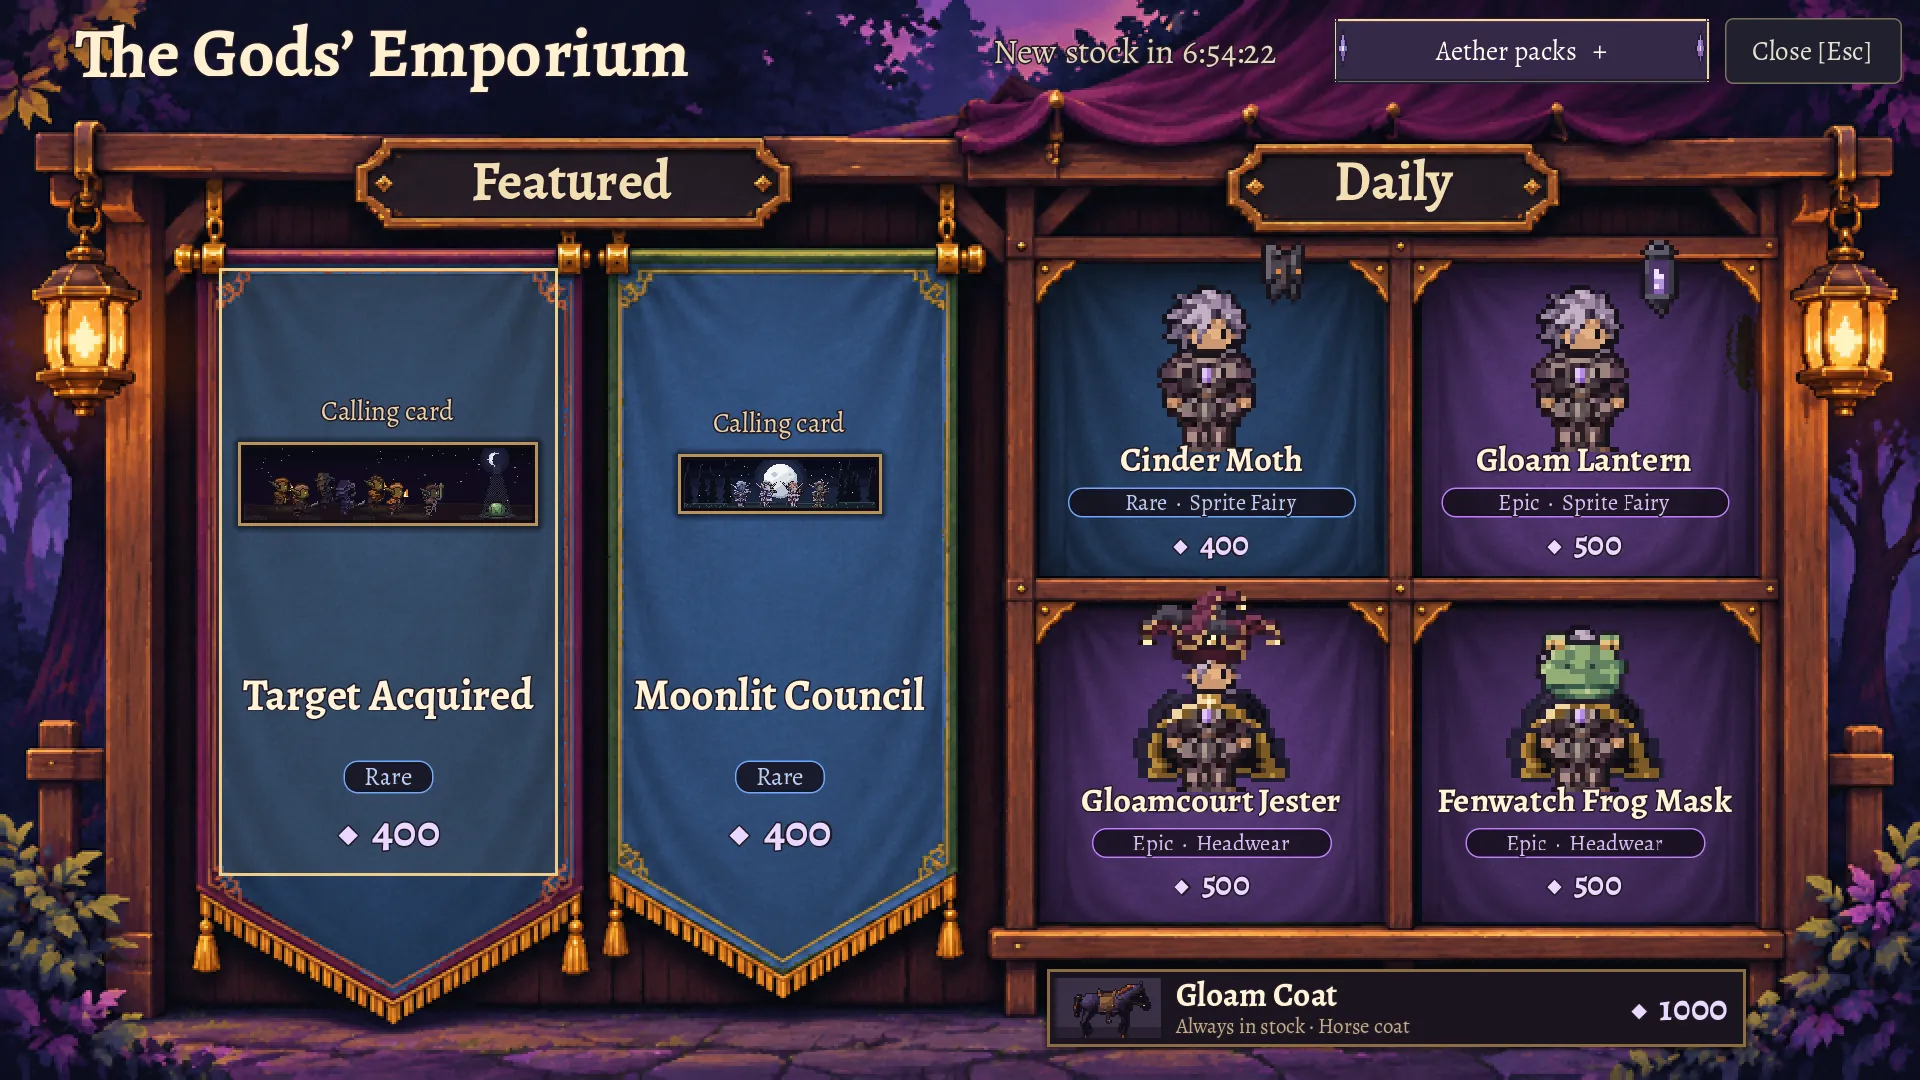 The Gods' Emporium
New stock in 6:54:22
Aether packs +
Close [Esc]
Featured
Daily
Calling card
Target Acquired
Rare
400
Calling card
Moonlit Council
Rare
400
Cinder Moth
Rare · Sprite Fairy
400
Gloam Lantern
Epic · Sprite Fairy
500
Gloamcourt Jester
Epic · Headwear
500
Fenwatch Frog Mask
Epic · Headwear
500
Gloam Coat
Always in stock · Horse coat
1000